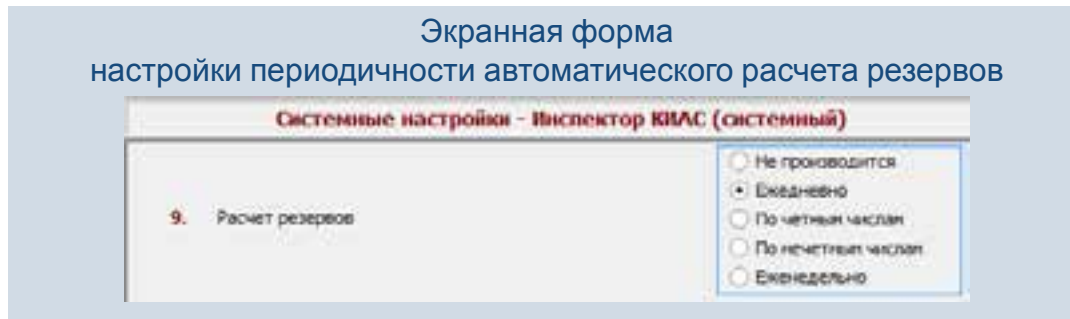 Экранная форма
настройки периодичности автоматического расчета резервов
Системные настройки - Инспектор КИАС (системный)
9. Расчет резервов
Не производится
Ежедневно
По четным числам
По нечетным числам
Еженедельно